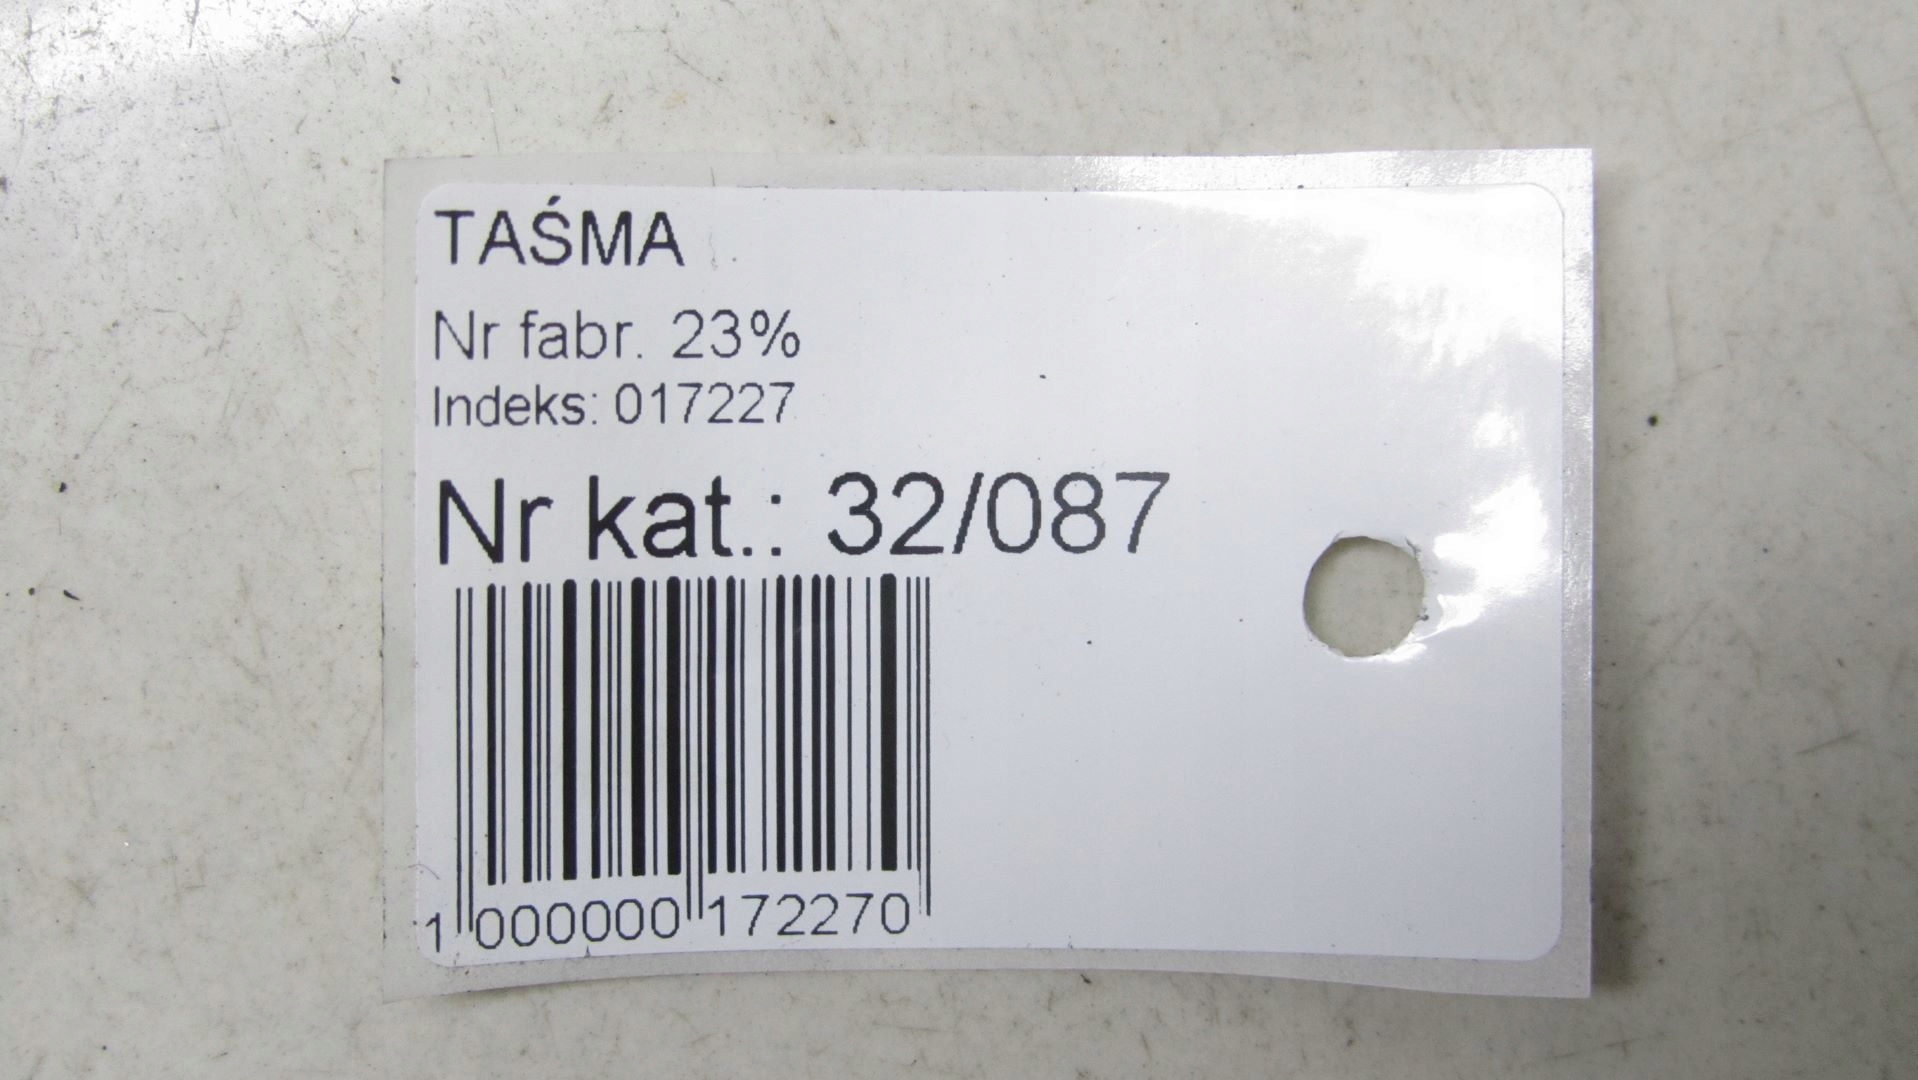 TAŚMA
Nr fabr. 23%
Indeks: 017227
Nr kat.: 32/087
1 000000 172270